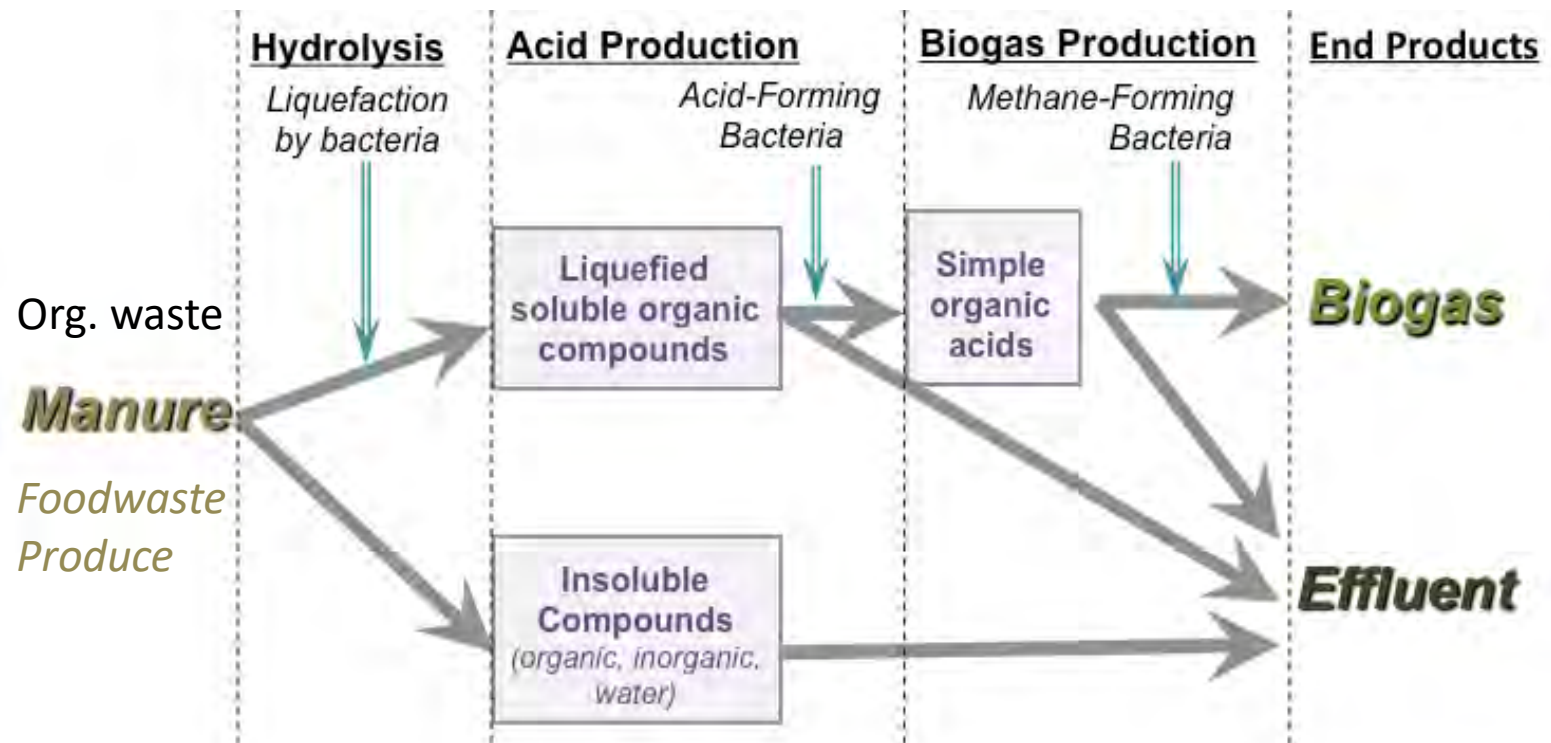 Hydrolysis
Liquefaction
by bacteria
Acid Production
Acid-Forming
Bacteria
Biogas Production
Methane-Forming
Bacteria
End Products
Org. waste
Manure
Foodwaste
Produce
Liquefied
soluble organic
compounds
Simple
organic
acids
Biogas
Insoluble
Compounds
(organic, inorganic,
water)
Effluent